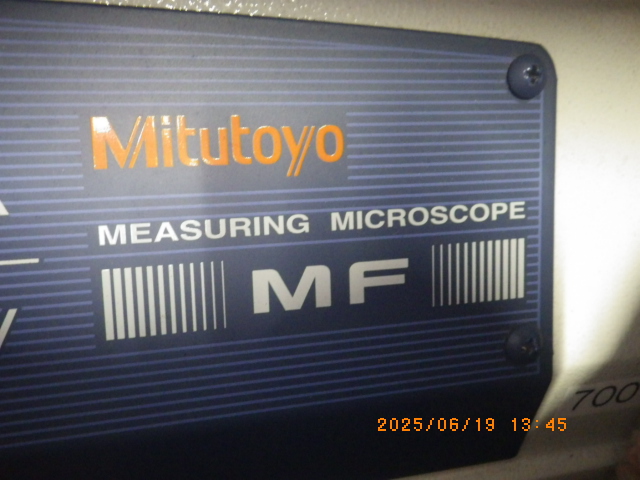 Mitutoyo
MEASURING MICROSCOPE
MF
700
2025/06/19 13:45